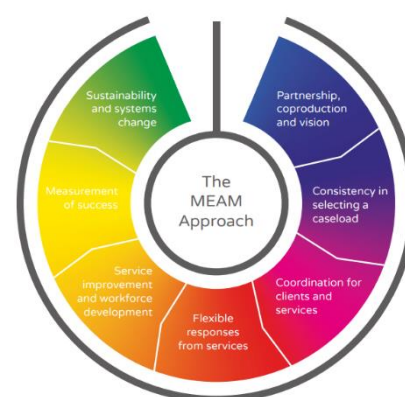 The
MEAM
Approach
Partnership,
coproduction
and vision
Consistency in
selecting a
caseload
Coordination for
clients and
services
Flexible
responses
from services
Service
improvement
and workforce
development
Measurement
of success
Sustainability
and systems
change